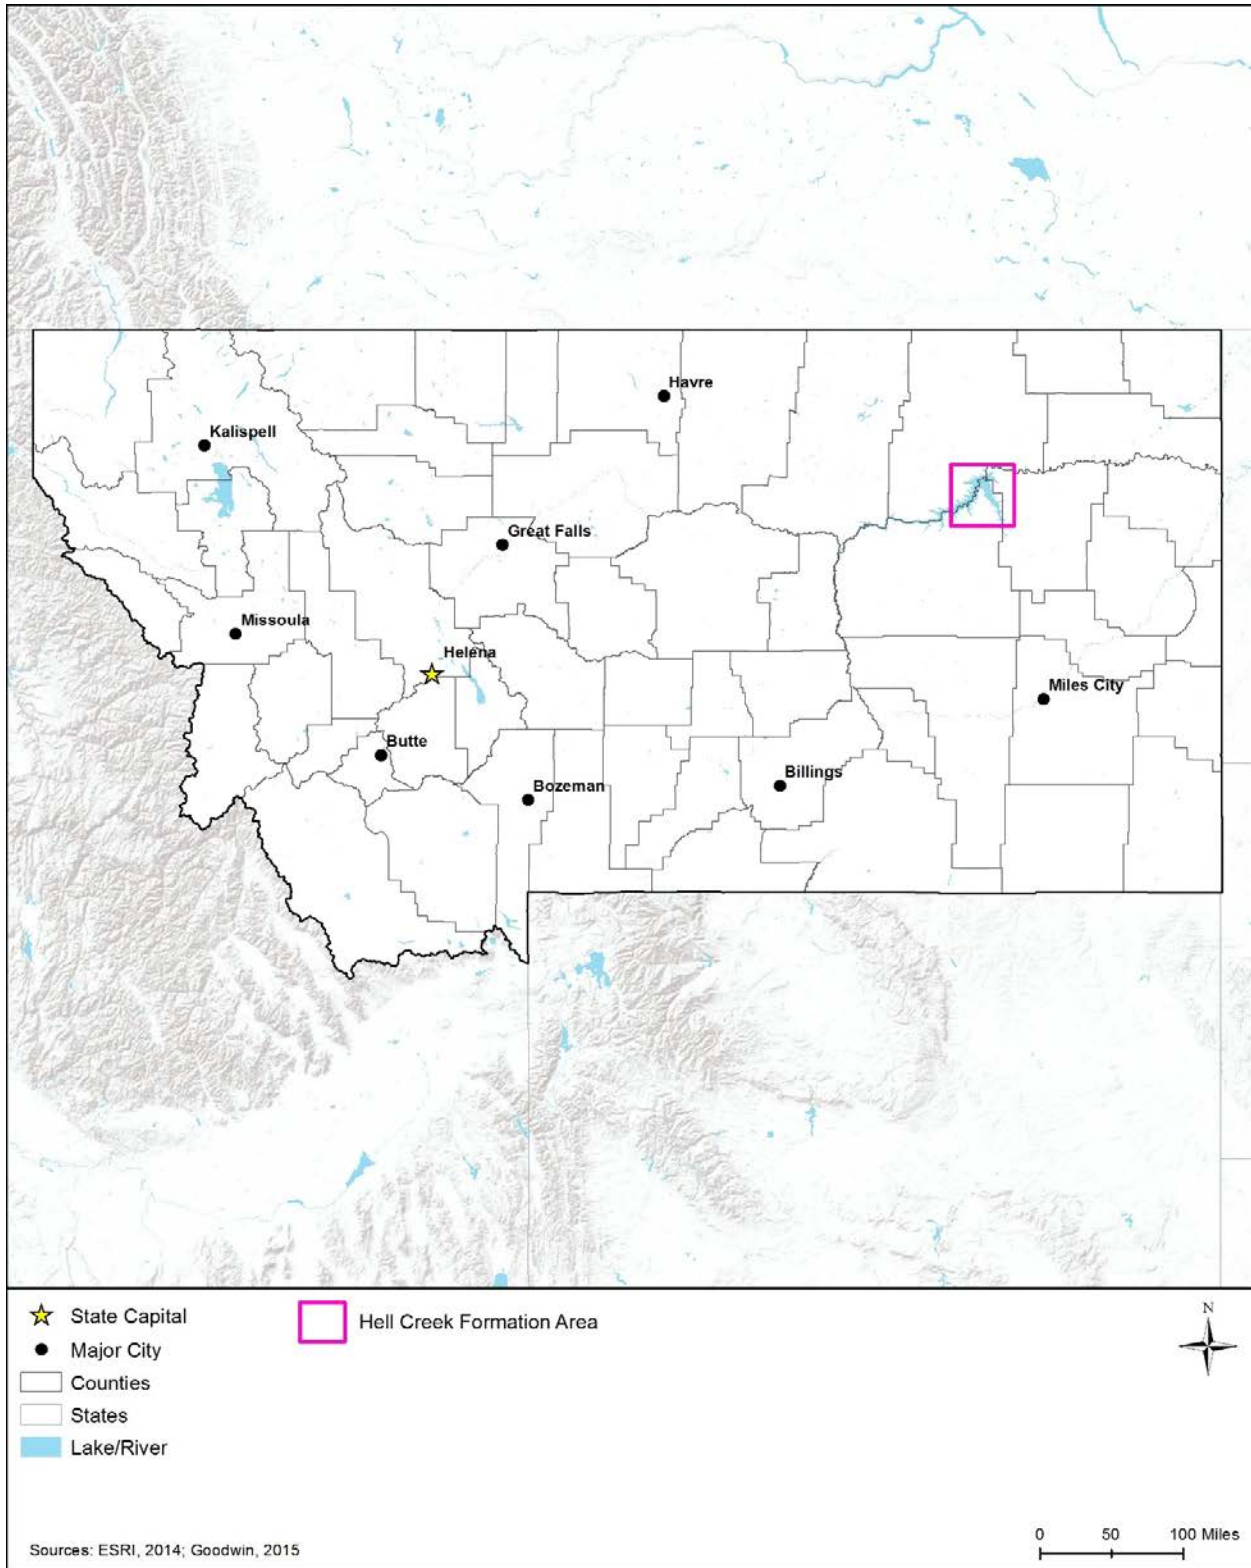 Havre
Kalispell
Great Falls
Missoula
Helena
Miles City
Butte
Billings
Bozeman
State Capital
Hell Creek Formation Area
N
Major City
Counties
States
Lake/River
Sources: ESRI, 2014; Goodwin, 2015
0 50 100 Miles